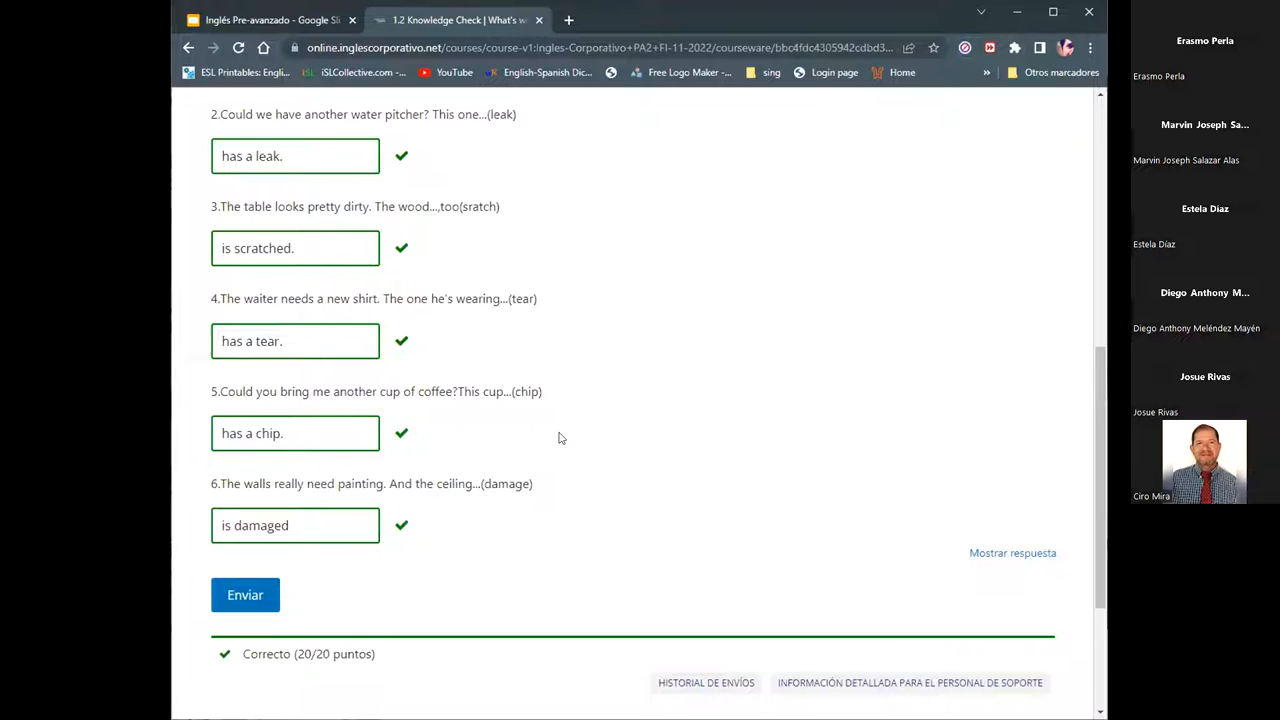 Inglés Pre-avanzado - Google Sli
1.2 Knowledge Check | What's w
online.inglescorporativo.net/courses/course-v1:Ingles-Corporativo+PA2+FI-11-2022/courseware/bbc4fdc4305942cdbd3...
ESL Printables: Engli...
iSLCollective.com -...
YouTube
English-Spanish Dic...
Free Logo Maker -...
sing
Login page
Home
»
Otros marcadores
2.Could we have another water pitcher? This one...(leak)
has a leak.
3.The table looks pretty dirty. The wood...,too(sratch)
is scratched.
4.The waiter needs a new shirt. The one he's wearing...(tear)
has a tear.
5.Could you bring me another cup of coffee?This cup...(chip)
has a chip.
6.The walls really need painting. And the ceiling...(damage)
is damaged
Mostrar respuesta
Enviar
Correcto (20/20 puntos)
HISTORIAL DE ENVÍOS
INFORMACIÓN DETALLADA PARA EL PERSONAL DE SOPORTE
Erasmo Perla
Erasmo Perla
Marvin Joseph Sa...
Marvin Joseph Salazar Alas
Estela Díaz
Estela Díaz
Diego Anthony M...
Diego Anthony Meléndez Mayén
Josue Rivas
Josue Rivas
Ciro Mira